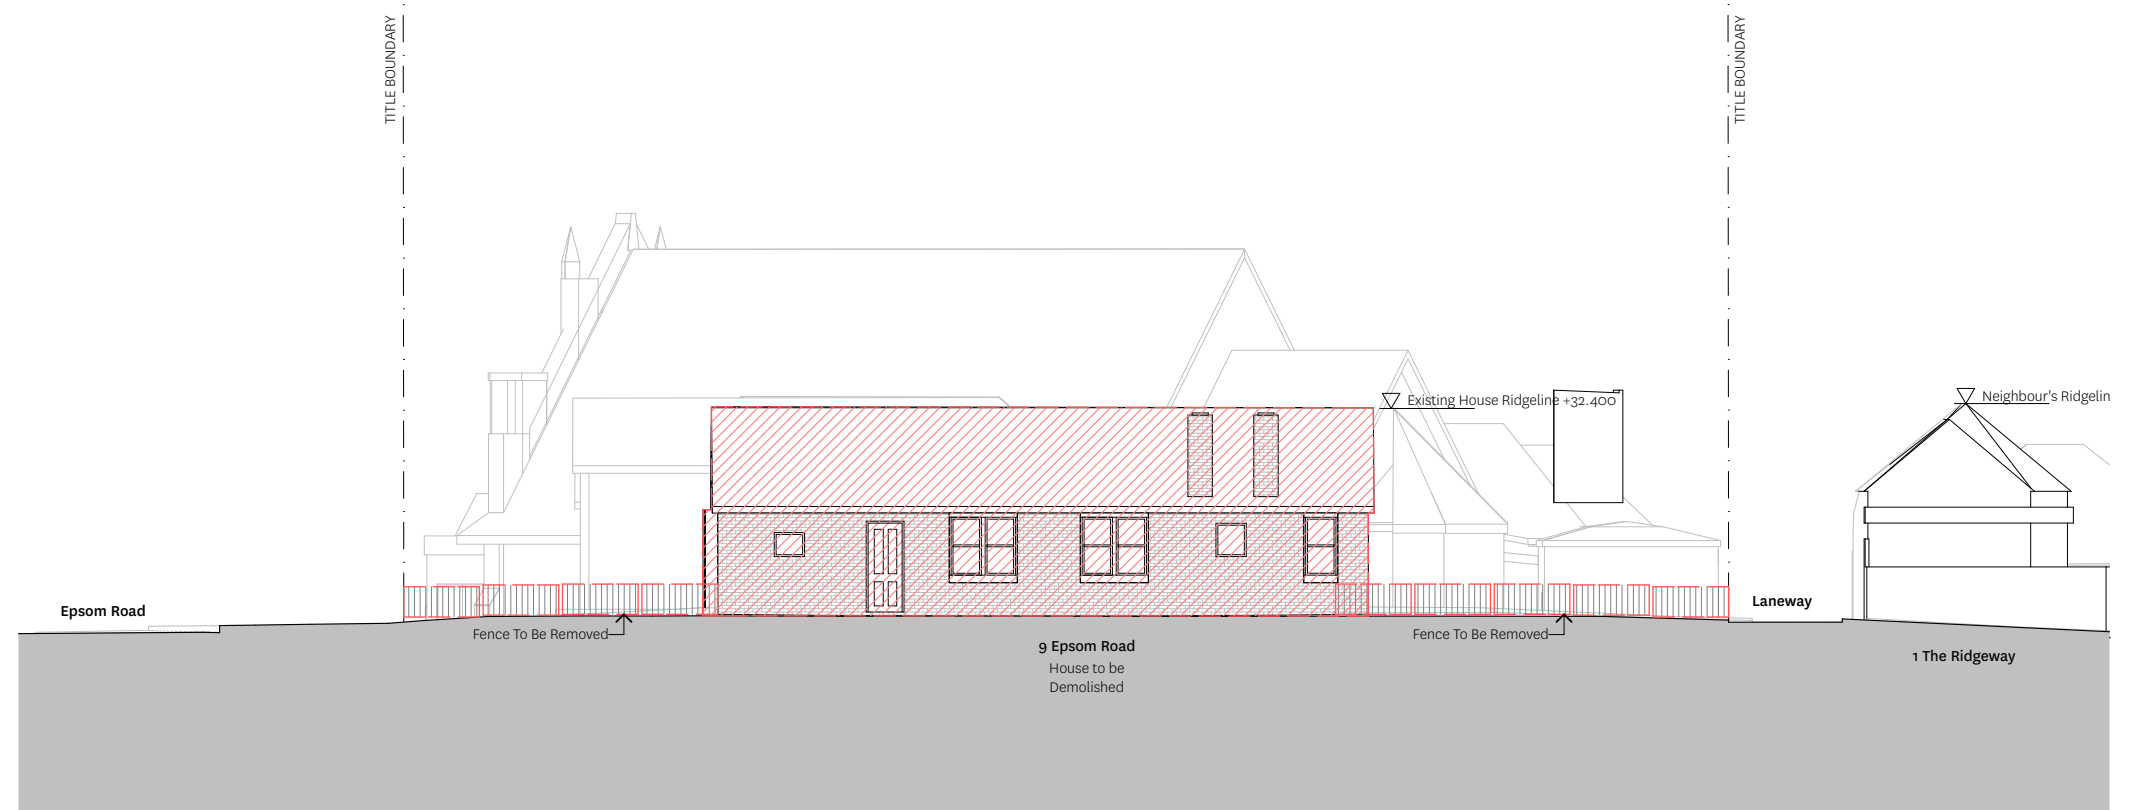 TITLE BOUNDARY
TITLE BOUNDARY
Existing House Ridgeline +32.400
Neighbour's Ridgelin
Epsom Road
Laneway
Fence To Be Removed
Fence To Be Removed
9 Epsom Road
House to be
Demolished
1 The Ridgeway